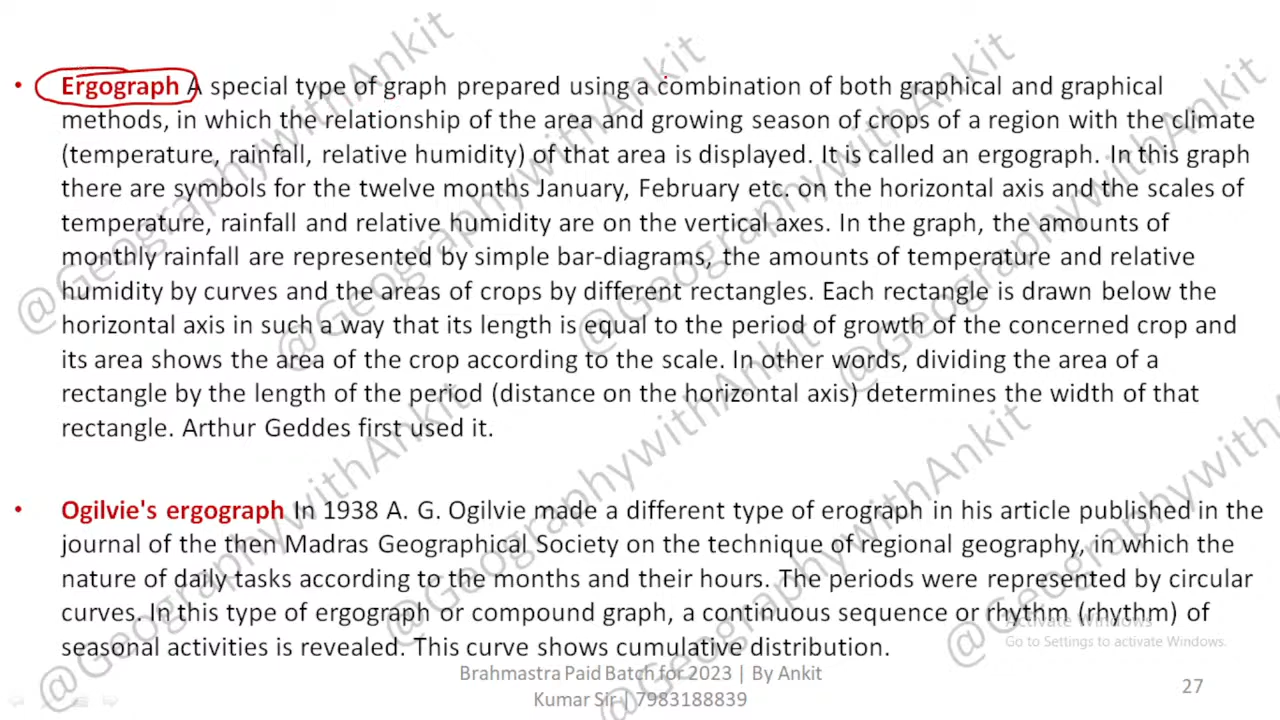 • Ergograph A special type of graph prepared using a combination of both graphical and graphical
methods, in which the relationship of the area and growing season of crops of a region with the climate
(temperature, rainfall, relative humidity) of that area is displayed. It is called an ergograph. In this graph
there are symbols for the twelve months January, February etc. on the horizontal axis and the scales of
temperature, rainfall and relative humidity are on the vertical axes. In the graph, the amounts of
monthly rainfall are represented by simple bar-diagrams, the amounts of temperature and relative
humidity by curves and the areas of crops by different rectangles. Each rectangle is drawn below the
horizontal axis in such a way that its length is equal to the period of growth of the concerned crop and
its area shows the area of the crop according to the scale. In other words, dividing the area of a
rectangle by the length of the period (distance on the horizontal axis) determines the width of that
rectangle. Arthur Geddes first used it.
• Ogilvie's ergograph In 1938 A. G. Ogilvie made a different type of erograph in his article published in the
journal of the then Madras Geographical Society on the technique of regional geography, in which the
nature of daily tasks according to the months and their hours. The periods were represented by circular
curves. In this type of ergograph or compound graph, a continuous sequence or rhythm (rhythm) of
seasonal activities is revealed. This curve shows cumulative distribution.
Activate Windows
Go to Settings to activate Windows.
Brahmastra Paid Batch for 2023 | By Ankit
Kumar Sir | 7983188839
27
@GeographywithAnkit
@GeographywithAnkit
@GeographywithAnkit
@GeographywithAnkit
@GeographywithAnkit
@GeographywithAnkit
@GeographywithAnkit
@GeographywithAnkit